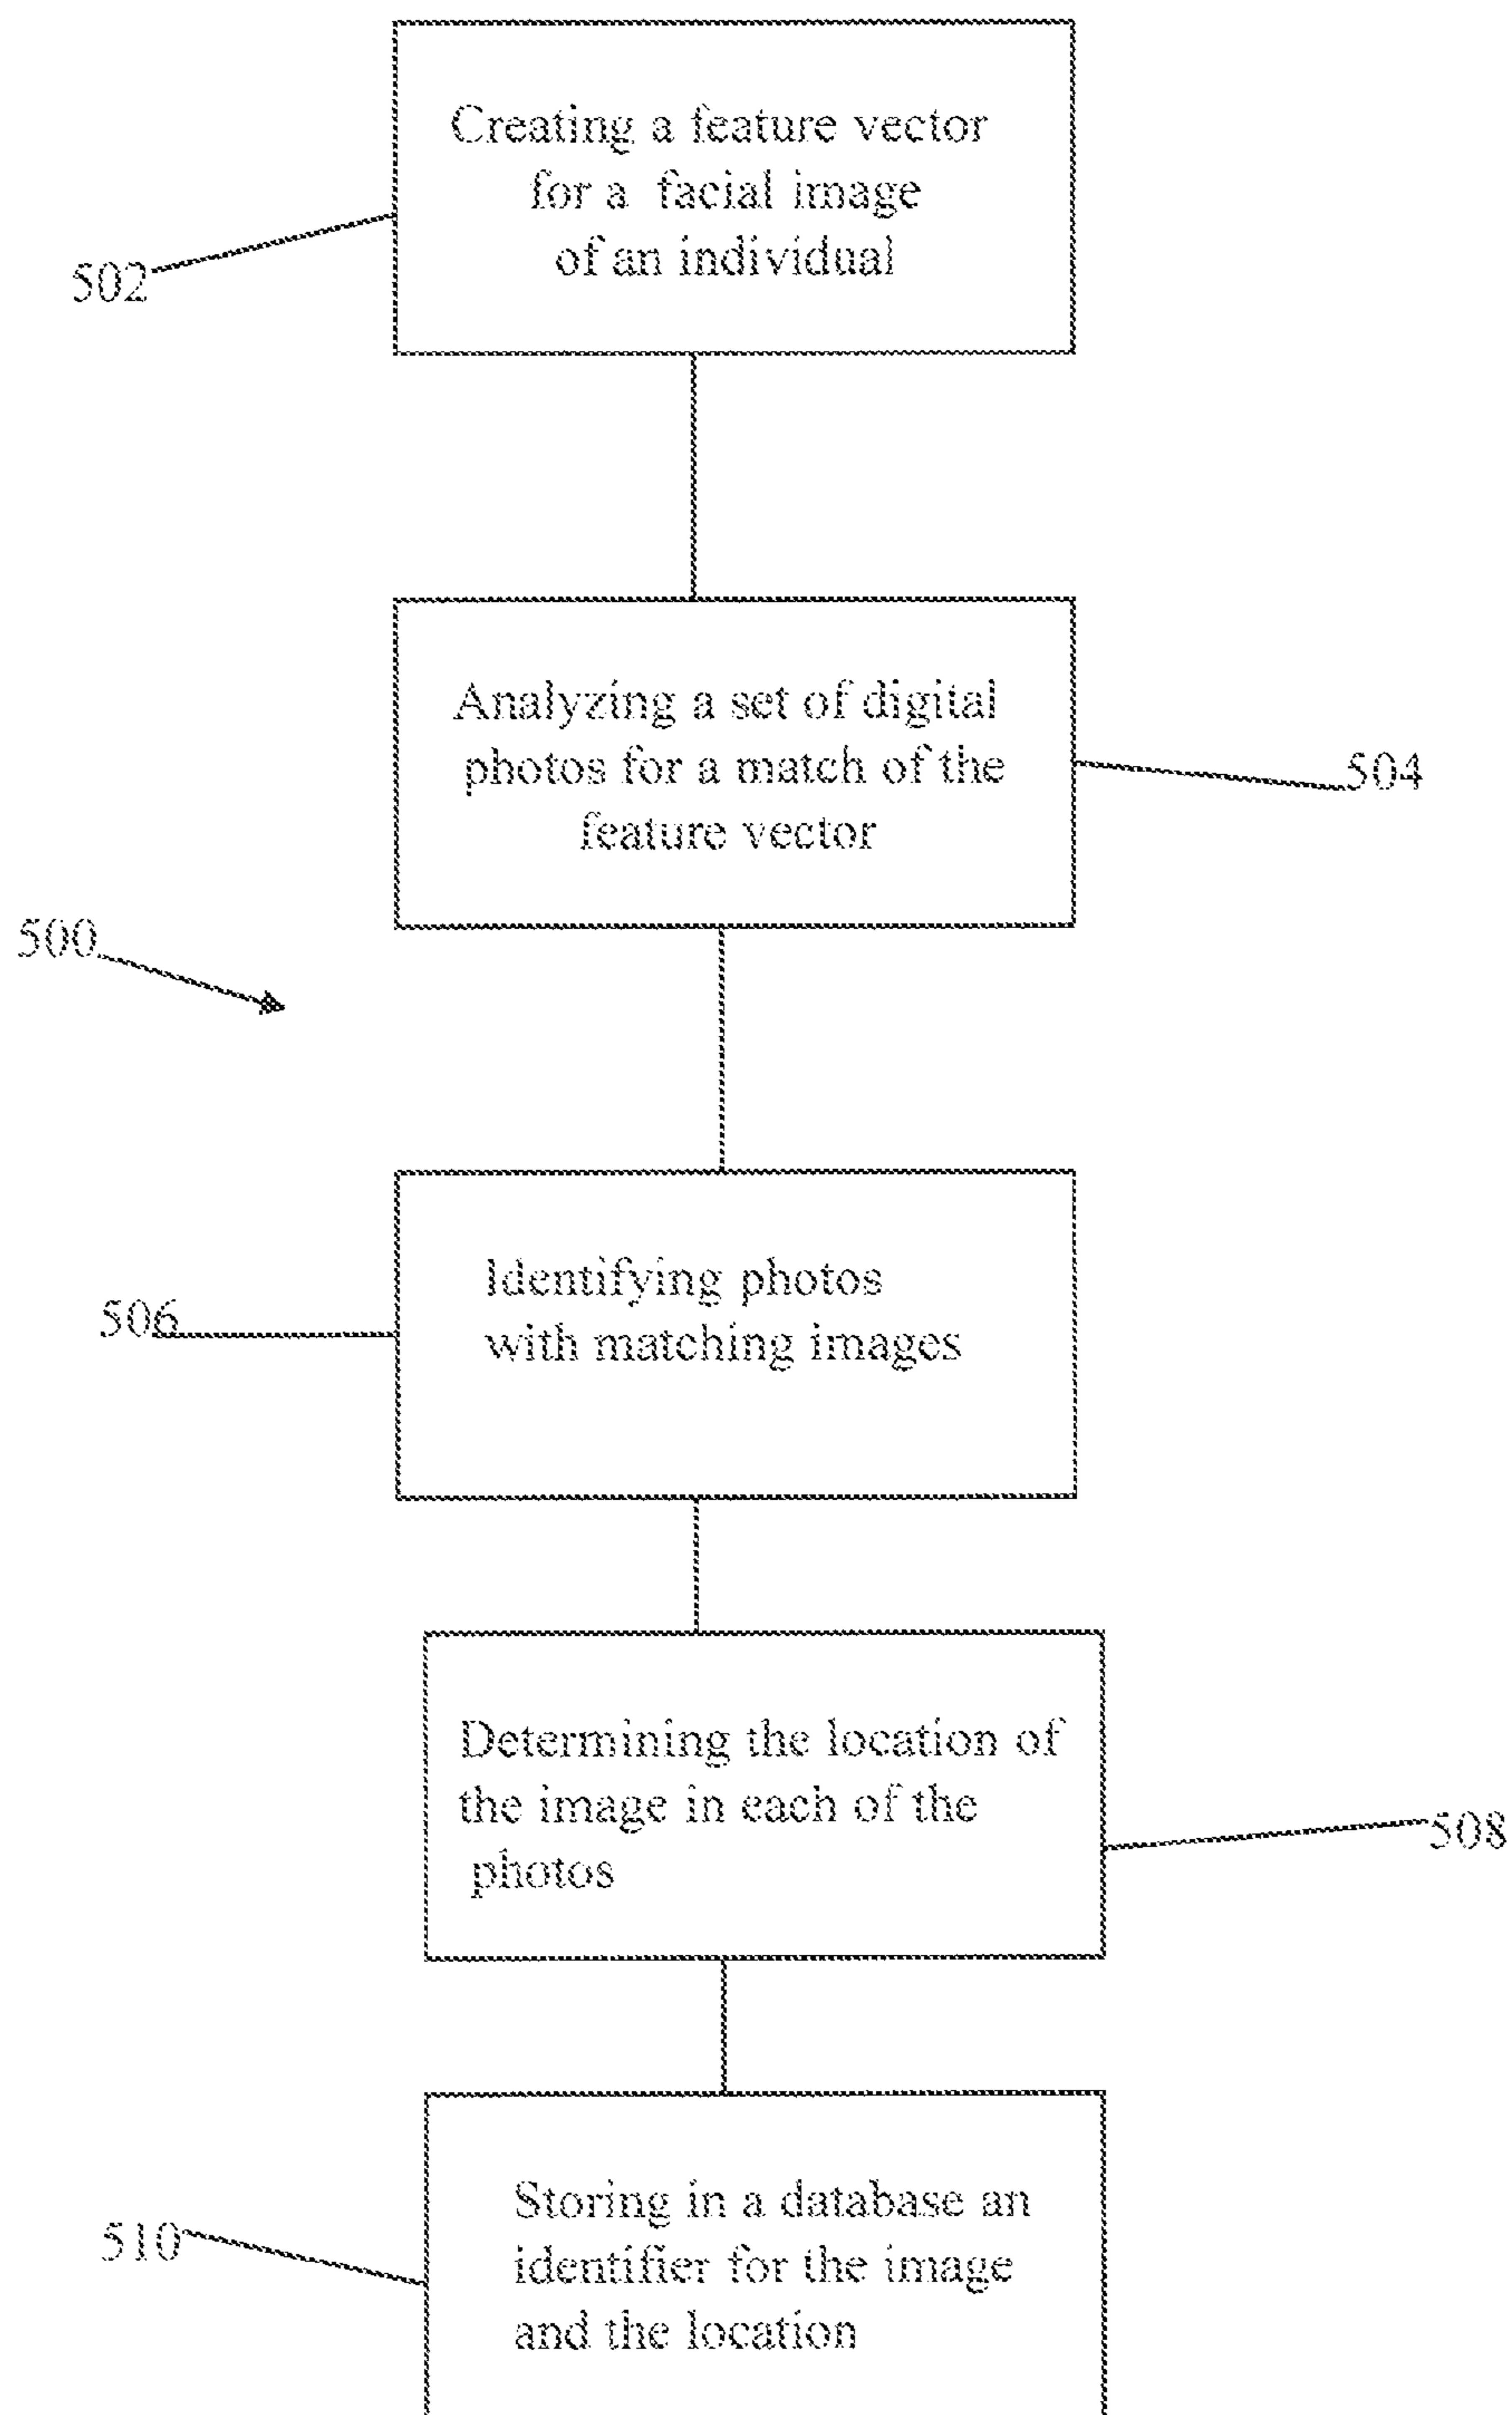 Creating a feature vector
for a facial image
of an individual
502
Analyzing a set of digital
photos for a match of the
feature vector
504
500
Identifying photos
with matching images
506
Determining the location of
the image in each of the
photos
508
Storing in a database an
identifier for the image
and the location
510